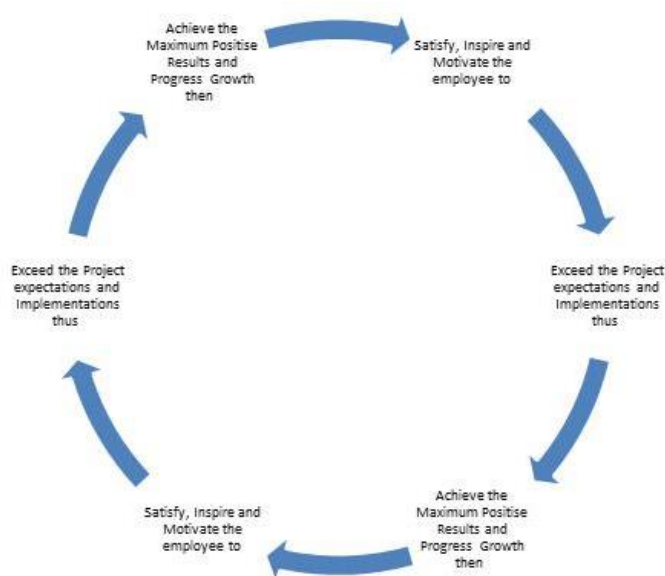 Achieve the
Maximum Positise
Results and
Progress Growth
then
Satisfy, Inspire and
Motivate the
employee to
Exceed the Project
expectations and
Implementations
thus
Exceed the Project
expectations and
Implementations
thus
Satisfy, Inspire and
Motivate the
employee to
Achieve the
Maximum Positise
Results and
Progress Growth
then